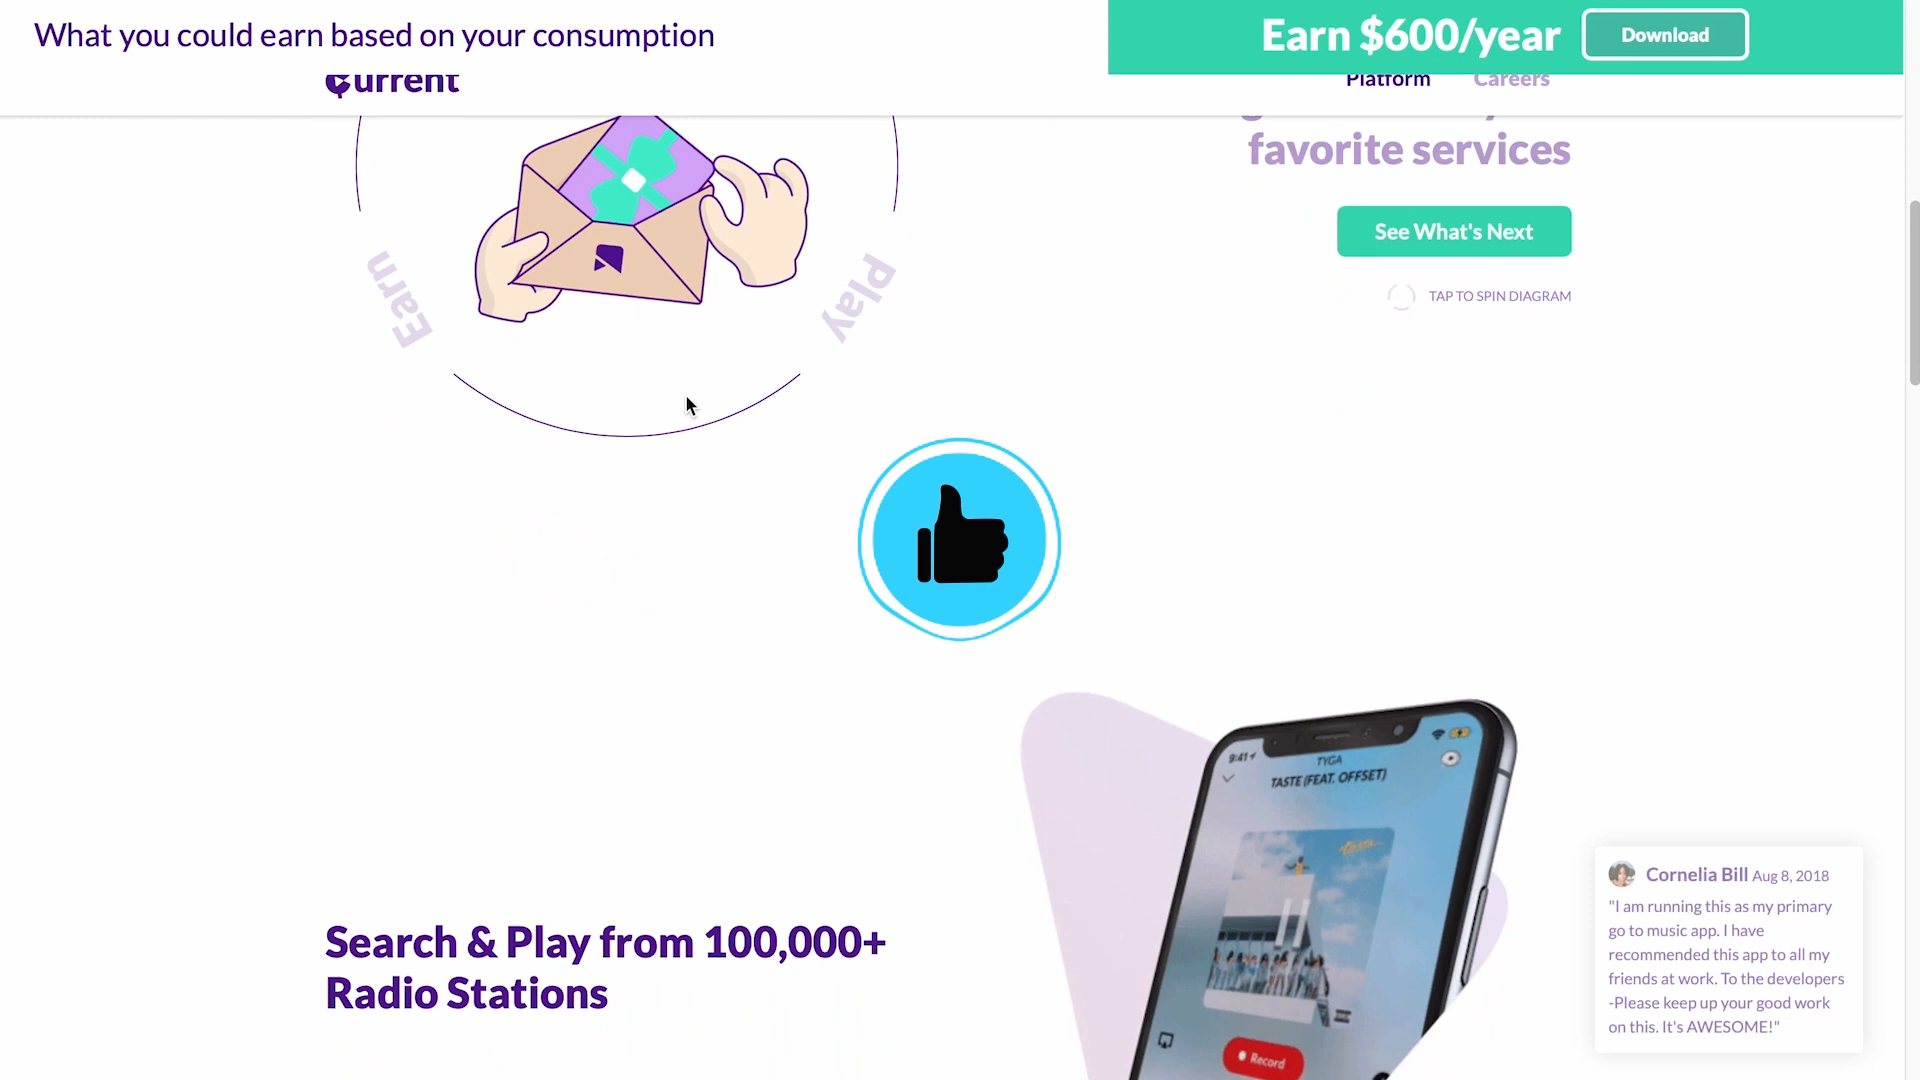 What you could earn based on your consumption
Earn $600/year
Download
Current
Platform
Careers
favorite services
See What's Next
TAP TO SPIN DIAGRAM
Earn
Play
9:41
TYGA
TASTE (FEAT. OFFSET)
Record
Search & Play from 100,000+
Radio Stations
Cornelia Bill Aug 8, 2018
"I am running this as my primary
go to music app. I have
recommended this app to all my
friends at work. To the developers
-Please keep up your good work
on this. It's AWESOME!"